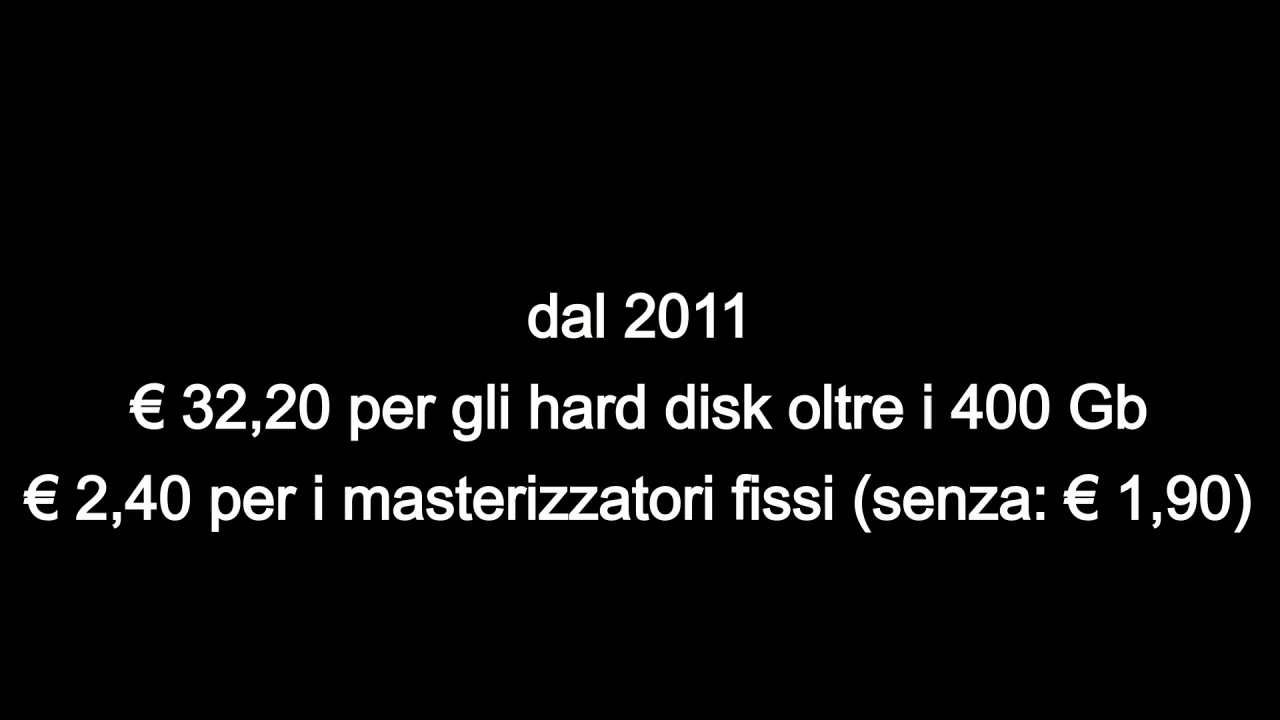 dal 2011
€ 32,20 per gli hard disk oltre i 400 Gb
€ 2,40 per i masterizzatori fissi (senza: € 1,90)